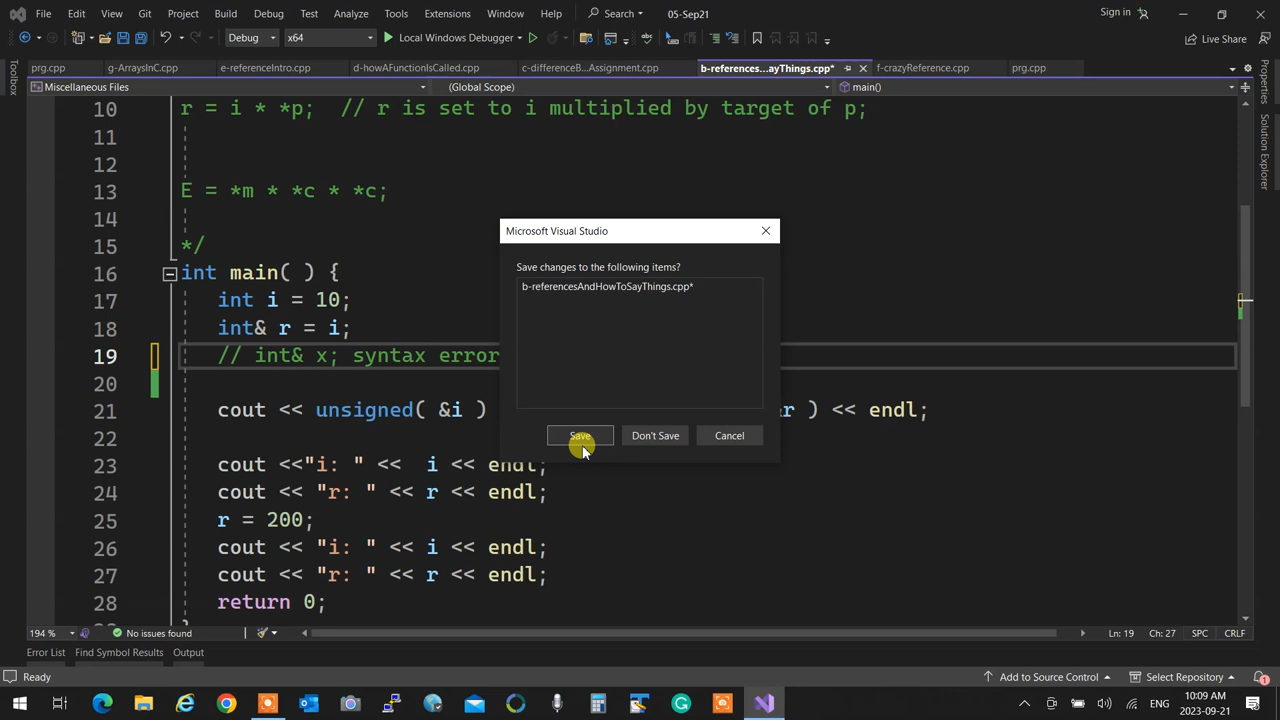 File Edit View Git Project Build Debug Test Analyze Tools Extensions Window Help Search 05-Sep21 Sign in
Debug x64 Local Windows Debugger Live Share
prg.cpp g-ArraysInC.cpp e-referenceIntro.cpp d-howAFunctionIsCalled.cpp c-differenceB...Assignment.cpp b-references...ayThings.cpp* f-crazyReference.cpp prg.cpp
Miscellaneous Files (Global Scope) main()
Toolbox
Properties
Solution Explorer
10 r = i * *p; // r is set to i multiplied by target of p;
11
12
13 E = *m * *c * *c;
14
15 */
16 int main( ) {
17 int i = 10;
18 int& r = i;
19 // int& x; syntax error
20
21 cout << unsigned( &i ) &r ) << endl;
22
23 cout <<"i: " << i << endl;
24 cout << "r: " << r << endl;
25 r = 200;
26 cout << "i: " << i << endl;
27 cout << "r: " << r << endl;
28 return 0;
Microsoft Visual Studio
Save changes to the following items?
b-referencesAndHowToSayThings.cpp*
Save Don't Save Cancel
194 % No issues found Ln: 19 Ch: 27 SPC CRLF
Error List Find Symbol Results Output
Ready Add to Source Control Select Repository 1
ENG 10:09 AM
2023-09-21